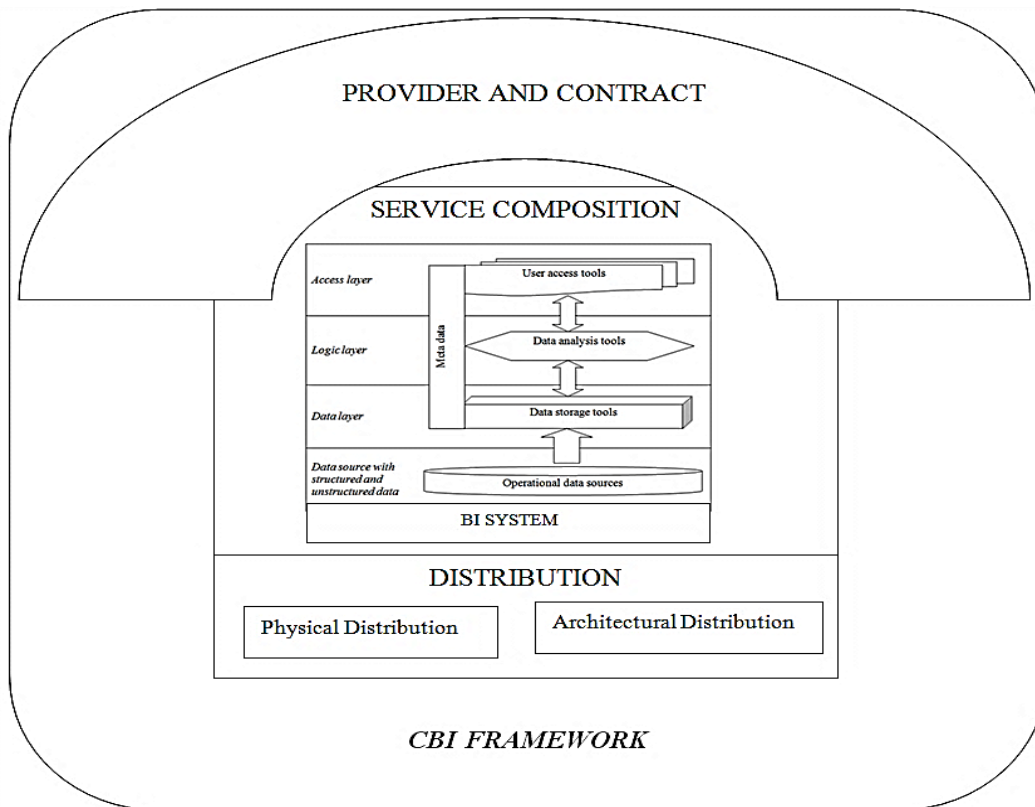 PROVIDER AND CONTRACT
SERVICE COMPOSITION
Access layer
User access tools
Meta data
Logic layer
Data analysis tools
Data layer
Data storage tools
Data source with
structured and
unstructured data
Operational data sources
BI SYSTEM
DISTRIBUTION
Physical Distribution
Architectural Distribution
CBI FRAMEWORK